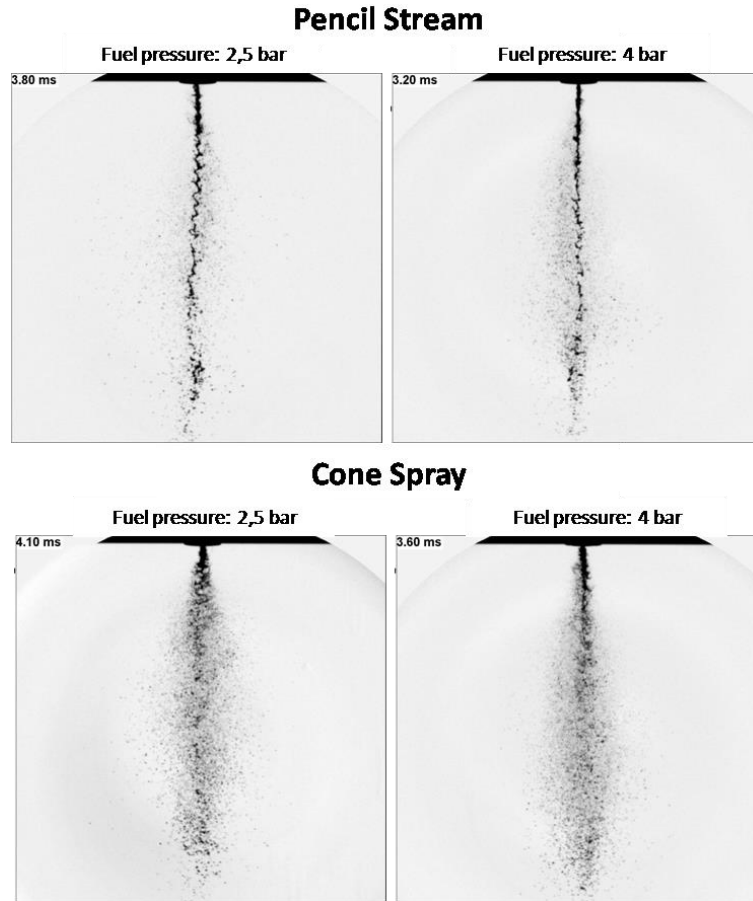 Pencil Stream
Fuel pressure: 2,5 bar
Fuel pressure: 4 bar
3.80 ms
3.20 ms
Cone Spray
Fuel pressure: 2,5 bar
Fuel pressure: 4 bar
4.10 ms
3.60 ms